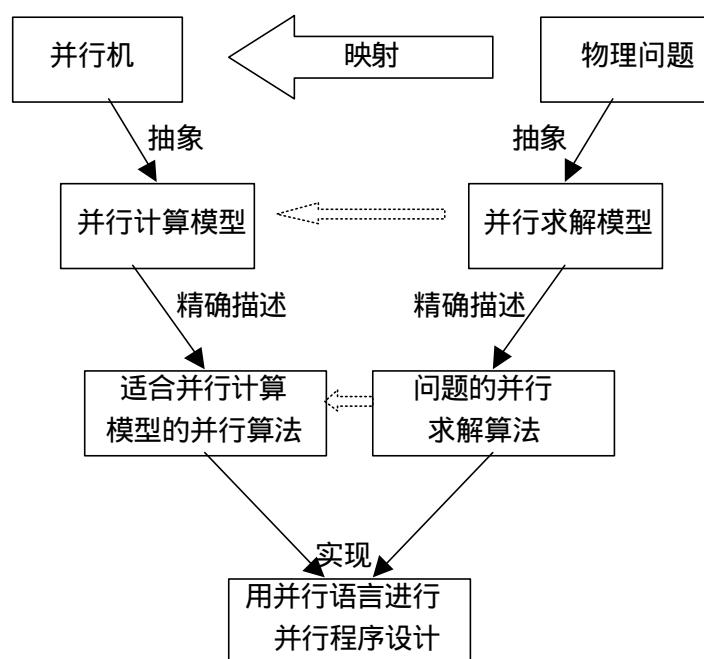 并行机
映射
物理问题
抽象
抽象
并行计算模型
并行求解模型
精确描述
精确描述
适合并行计算
模型的并行算法
问题的并行
求解算法
实现
用并行语言进行
并行程序设计